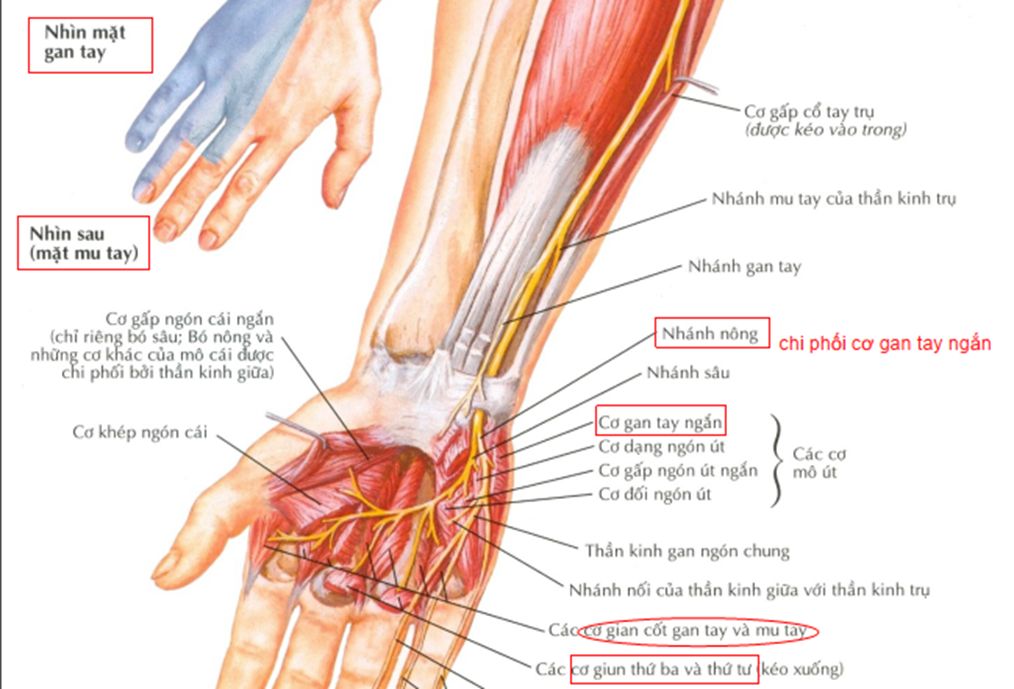 Nhìn mặt
gan tay
Nhìn sau
(mặt mu tay)
Cơ gấp ngón cái ngắn
(chỉ riêng bó sâu; Bó nông và
những cơ khác của mô cái được
chi phối bởi thần kinh giữa)
Cơ khép ngón cái
Cơ gấp cổ tay trụ
(được kéo vào trong)
Nhánh mu tay của thần kinh trụ
Nhánh gan tay
Nhánh nông
chi phối cơ gan tay ngắn
Nhánh sâu
Cơ gan tay ngắn
Cơ dạng ngón út
Cơ gấp ngón út ngắn
Cơ đối ngón út
Các cơ
mô út
Thần kinh gan ngón chung
Nhánh nối của thần kinh giữa với thần kinh trụ
Các cơ gian cốt gan tay và mu tay
Các cơ giun thứ ba và thứ tư (kéo xuống)